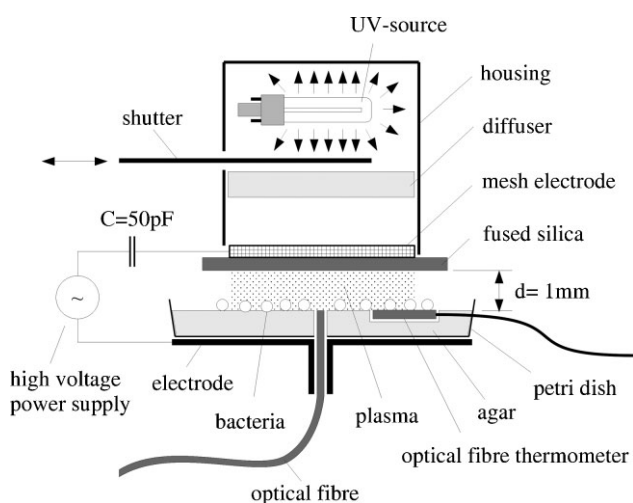 UV-source
housing
shutter
diffuser
mesh electrode
C=50pF
fused silica
~
d= 1mm
high voltage
power supply
electrode
bacteria
plasma
agar
petri dish
optical fibre thermometer
optical fibre